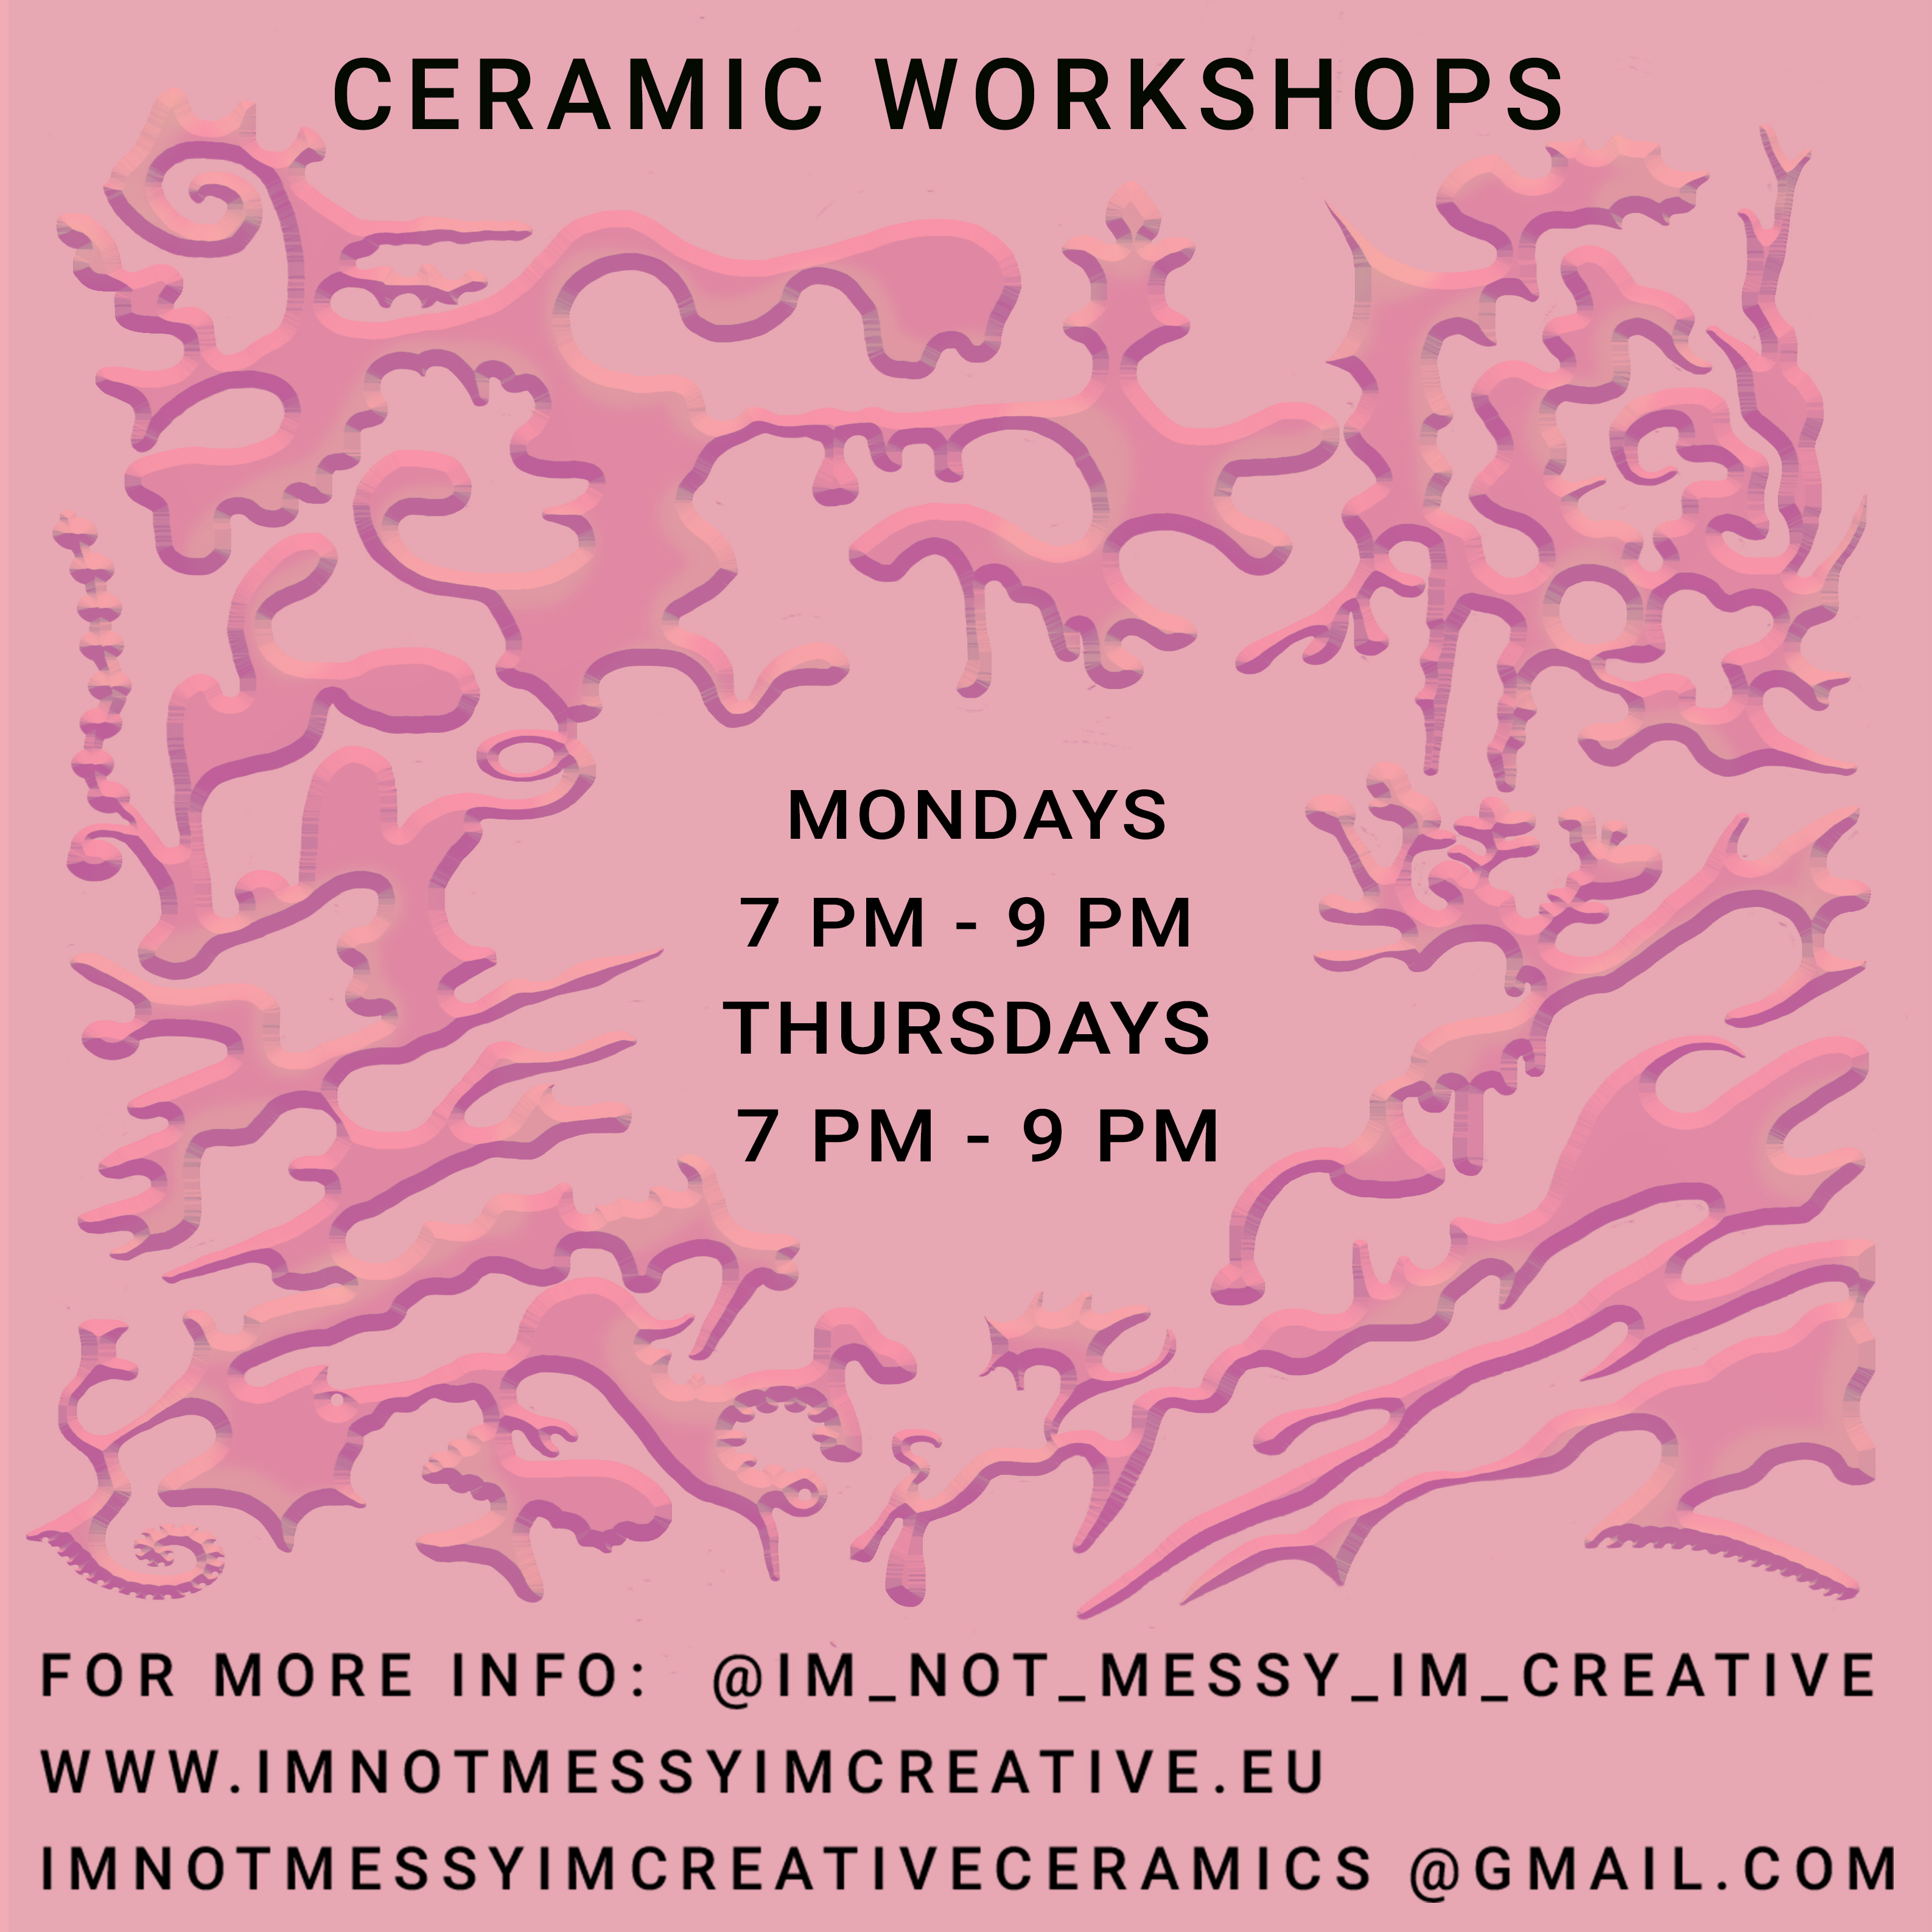 CERAMIC WORKSHOPS
MONDAYS
7 PM - 9 PM
THURSDAYS
7 PM - 9 PM
FOR MORE INFO: @IM_NOT_MESSY_IM_CREATIVE
WWW.IMNOTMESSYIMCREATIVE.EU
IMNOTMESSYIMCREATIVECERAMICS @GMAIL.COM